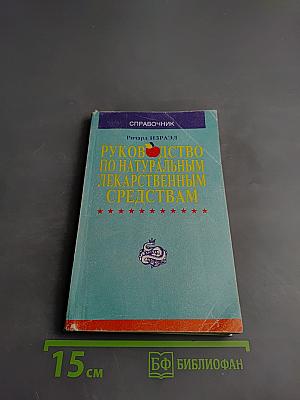 СПРАВОЧНИК
Ричард ИЗРАЭЛ
РУКОВОДСТВО
ПО НАТУРАЛЬНЫМ
ЛЕКАРСТВЕННЫМ
СРЕДСТВАМ
15 см
БФ БИБЛИОФАН